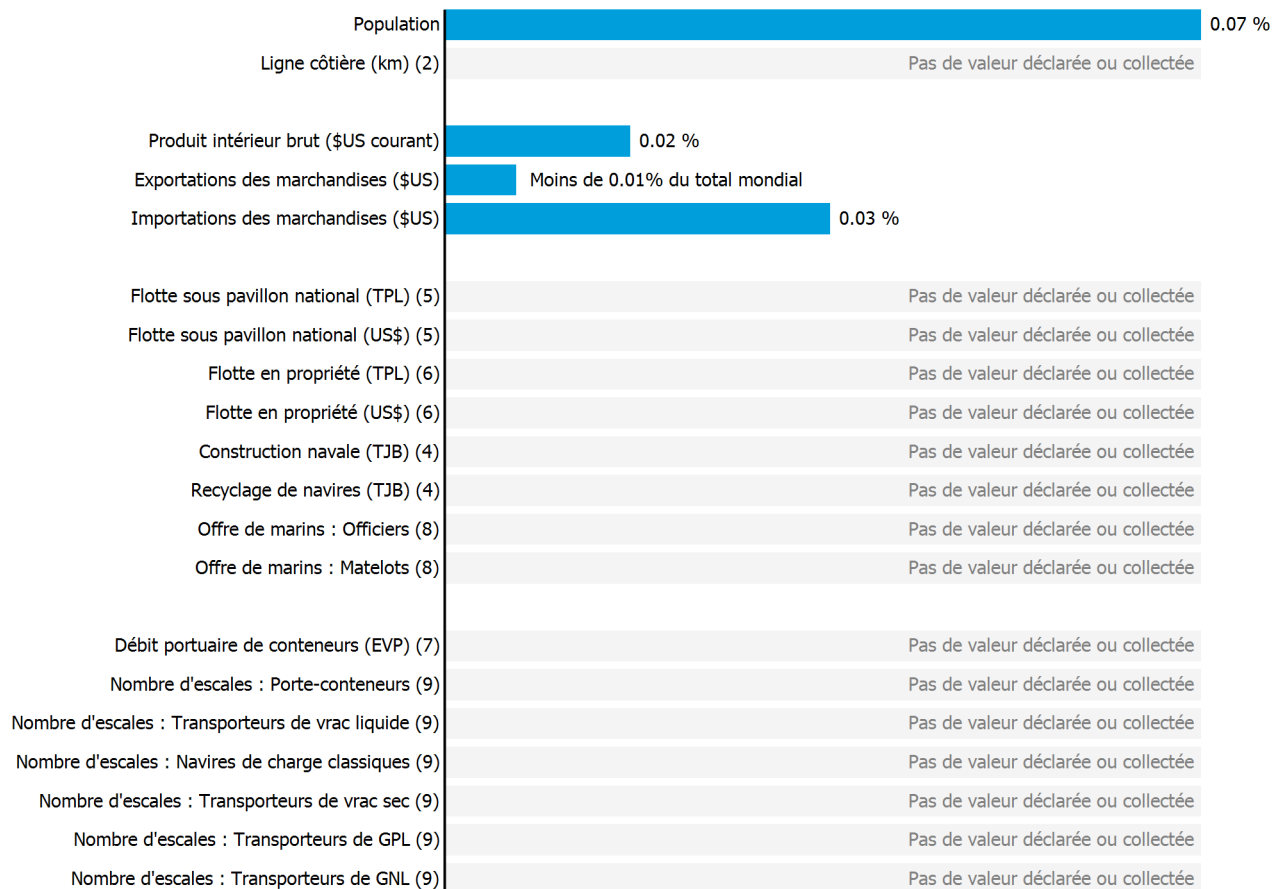 Population 0.07 %
Ligne côtière (km) (2) Pas de valeur déclarée ou collectée
Produit intérieur brut ($US courant) 0.02 %
Exportations des marchandises ($US) Moins de 0.01% du total mondial
Importations des marchandises ($US) 0.03 %
Flotte sous pavillon national (TPL) (5) Pas de valeur déclarée ou collectée
Flotte sous pavillon national (US$) (5) Pas de valeur déclarée ou collectée
Flotte en propriété (TPL) (6) Pas de valeur déclarée ou collectée
Flotte en propriété (US$) (6) Pas de valeur déclarée ou collectée
Construction navale (TJB) (4) Pas de valeur déclarée ou collectée
Recyclage de navires (TJB) (4) Pas de valeur déclarée ou collectée
Offre de marins : Officiers (8) Pas de valeur déclarée ou collectée
Offre de marins : Matelots (8) Pas de valeur déclarée ou collectée
Débit portuaire de conteneurs (EVP) (7) Pas de valeur déclarée ou collectée
Nombre d'escales : Porte-conteneurs (9) Pas de valeur déclarée ou collectée
Nombre d'escales : Transporteurs de vrac liquide (9) Pas de valeur déclarée ou collectée
Nombre d'escales : Navires de charge classiques (9) Pas de valeur déclarée ou collectée
Nombre d'escales : Transporteurs de vrac sec (9) Pas de valeur déclarée ou collectée
Nombre d'escales : Transporteurs de GPL (9) Pas de valeur déclarée ou collectée
Nombre d'escales : Transporteurs de GNL (9) Pas de valeur déclarée ou collectée